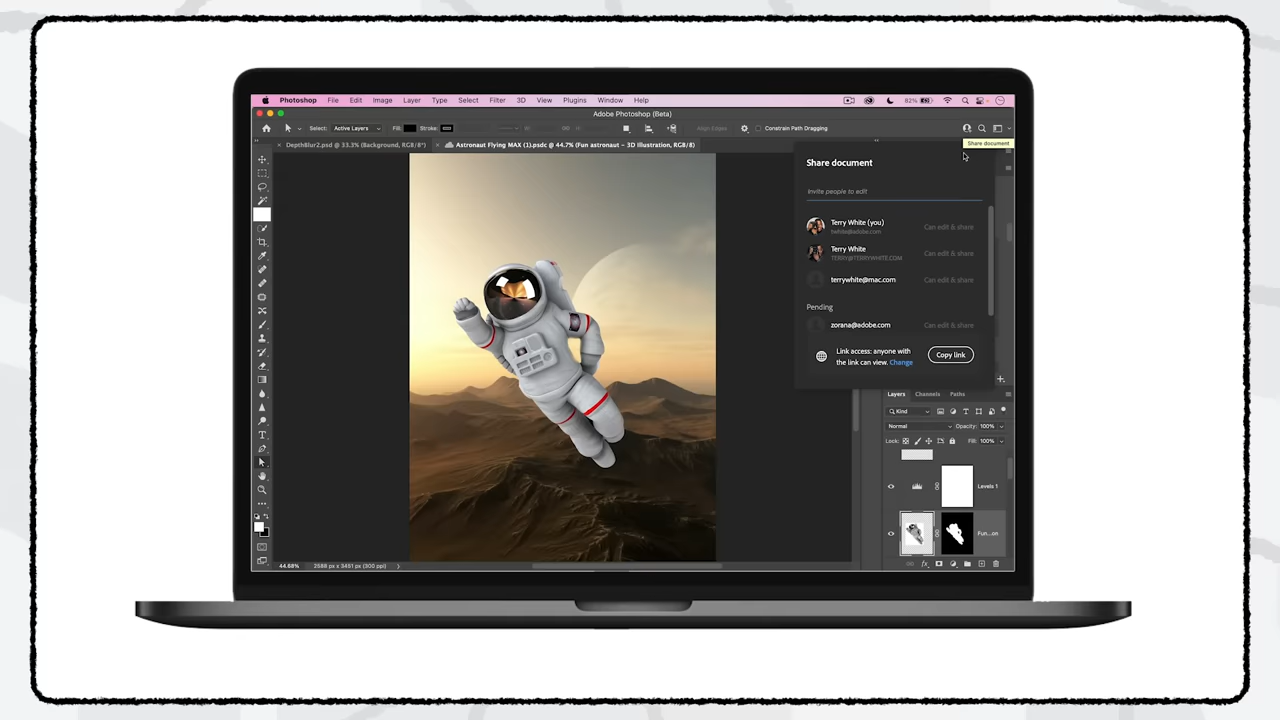 Photoshop File Edit Image Layer Type Select Filter 3D View Plugins Window Help 82%
Adobe Photoshop (Beta)
Select: Active Layers Fill: Stroke: Align Edges Constrain Path Dragging
Share document
× DepthBlur2.psd @ 33.3% (Background, RGB/8*) × Astronaut Flying MAX (1).psdc @ 44.7% (Fun astronaut – 3D Illustration, RGB/8)
Share document
Invite people to edit
Terry White (you)
twhite@adobe.com
Can edit & share
Terry White
TERRY@TERRYWHITE.COM
Can edit & share
terrywhite@mac.com Can edit & share
Pending
zorana@adobe.com Can edit & share
Link access: anyone with
the link can view. Change
Copy link
Layers Channels Paths
Kind
Normal Opacity: 100%
Lock: Fill: 100%
Levels 1
Fun...on
44.68% 2688 px x 3451 px (300 ppi)